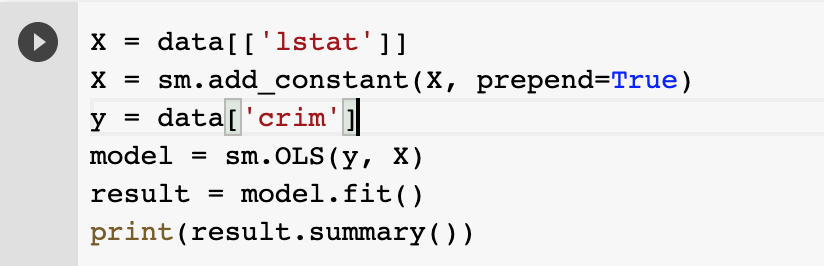 X = data[['lstat']]
X = sm.add_constant(X, prepend=True)
y = data['crim']
model = sm.OLS(y, X)
result = model.fit()
print(result.summary())